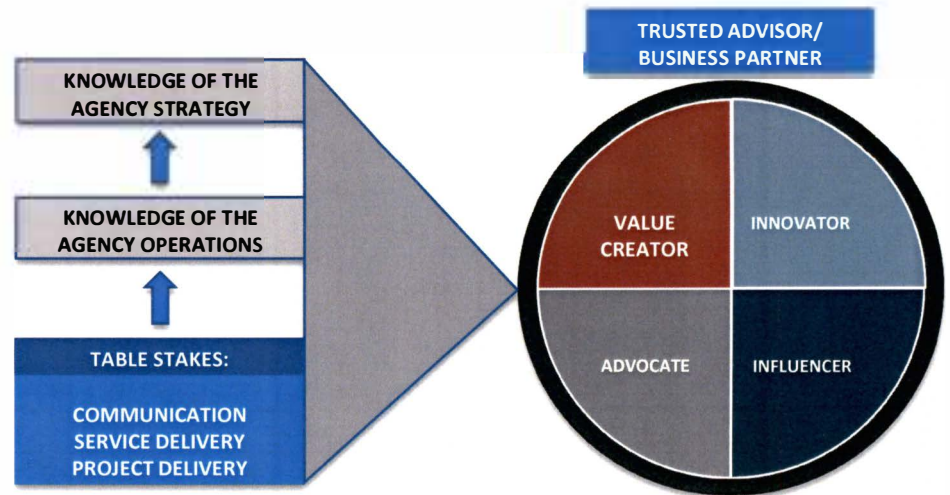 KNOWLEDGE OF THE
AGENCY STRATEGY
KNOWLEDGE OF THE
AGENCY OPERATIONS
TABLE STAKES:
COMMUNICATION
SERVICE DELIVERY
PROJECT DELIVERY
TRUSTED ADVISOR/
BUSINESS PARTNER
VALUE
CREATOR
INNOVATOR
ADVOCATE
INFLUENCER